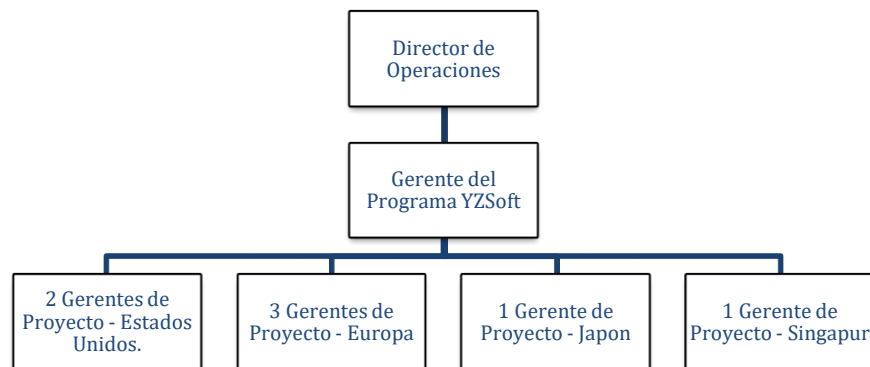 Director de
Operaciones
Gerente del
Programa YZSoft
2 Gerentes de
Proyecto - Estados
Unidos.
3 Gerentes de
Proyecto - Europa
1 Gerente de
Proyecto - Japon
1 Gerente de
Proyecto - Singapur